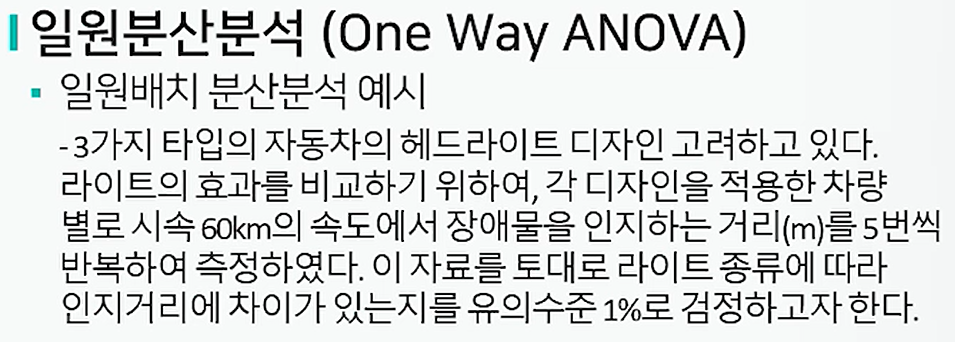 일원분산분석 (One Way ANOVA)
▪ 일원배치 분산분석 예시
- 3가지 타입의 자동차의 헤드라이트 디자인 고려하고 있다.
라이트의 효과를 비교하기 위하여, 각 디자인을 적용한 차량
별로 시속 60km의 속도에서 장애물을 인지하는 거리(m)를 5번씩
반복하여 측정하였다. 이 자료를 토대로 라이트 종류에 따라
인지거리에 차이가 있는지를 유의수준 1%로 검정하고자 한다.